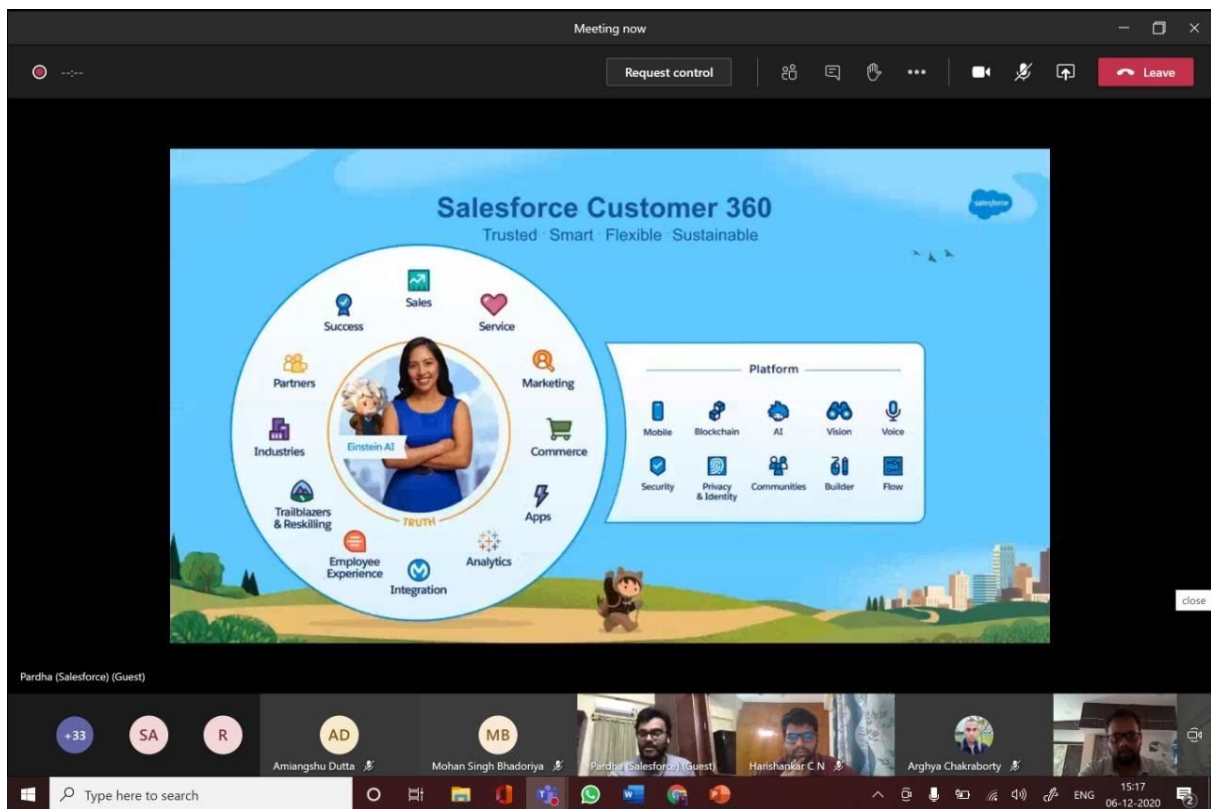 Meeting now
--:--
Request control
Leave
Salesforce Customer 360
Trusted · Smart · Flexible · Sustainable
salesforce
Sales
Success
Service
Partners
Marketing
Industries
Einstein AI
Commerce
Trailblazers
& Reskilling
TRUTH
Apps
Employee
Experience
Analytics
Integration
Platform
Mobile
Blockchain
AI
Vision
Voice
Security
Privacy
& Identity
Communities
Builder
Flow
close
Pardha (Salesforce) (Guest)
+33
SA
R
AD
Amiangshu Dutta
MB
Mohan Singh Bhadoriya
Pardha (Salesforce) (Guest)
Harishankar C N
Arghya Chakraborty
Type here to search
ENG
15:17
06-12-2020
2